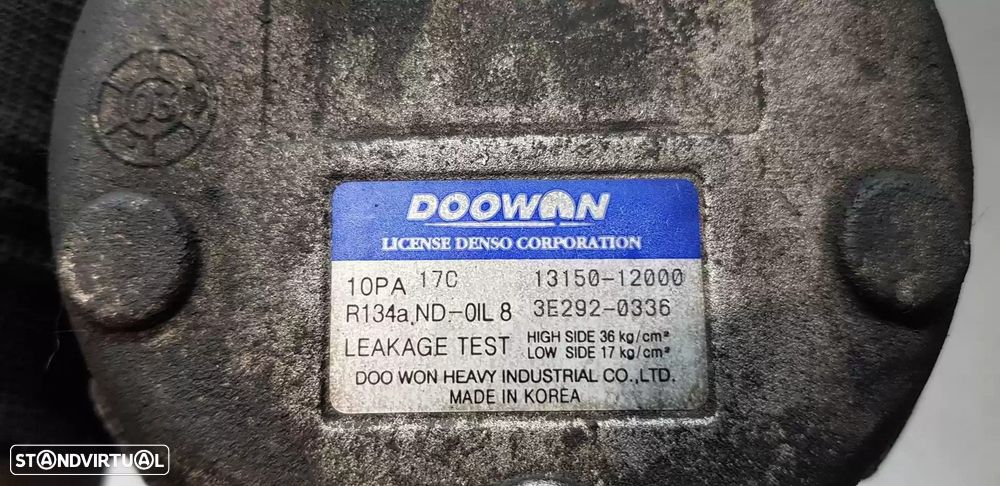 DOOWON
LICENSE DENSO CORPORATION
10PA 17C 13150-12000
R134a, ND-OIL 8 3E292-0336
LEAKAGE TEST HIGH SIDE 36 kg/cm²
LOW SIDE 17 kg/cm²
DOO WON HEAVY INDUSTRIAL CO., LTD.
MADE IN KOREA
STANDVIRTUAL